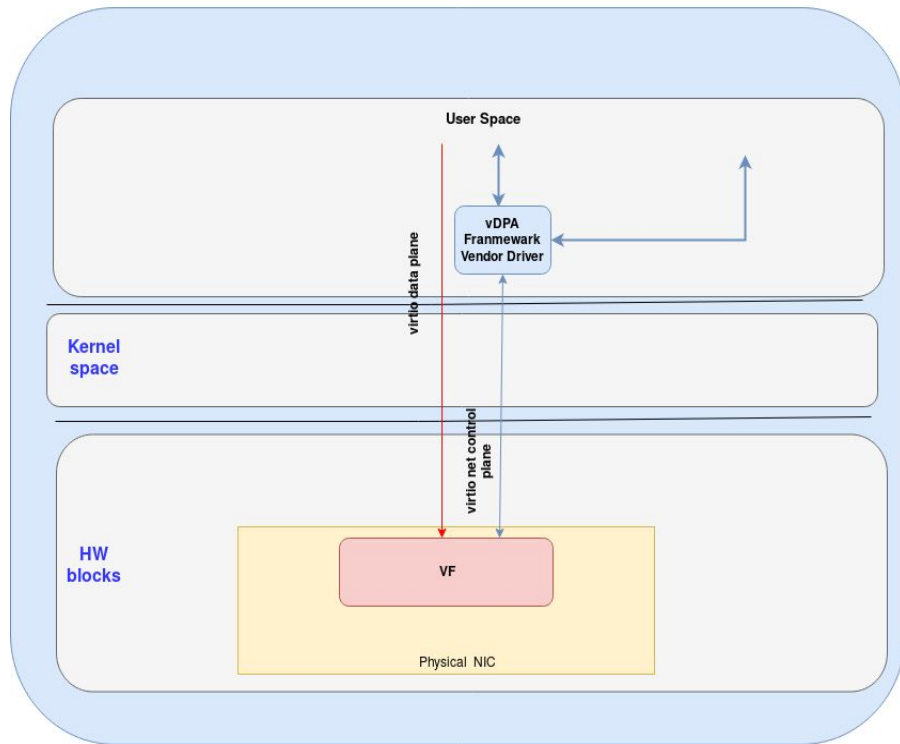 User Space
vDPA
Franmewark
Vendor Driver
virtio data plane
Kernel
space
virtio net control
plane
HW
blocks
VF
Physical NIC